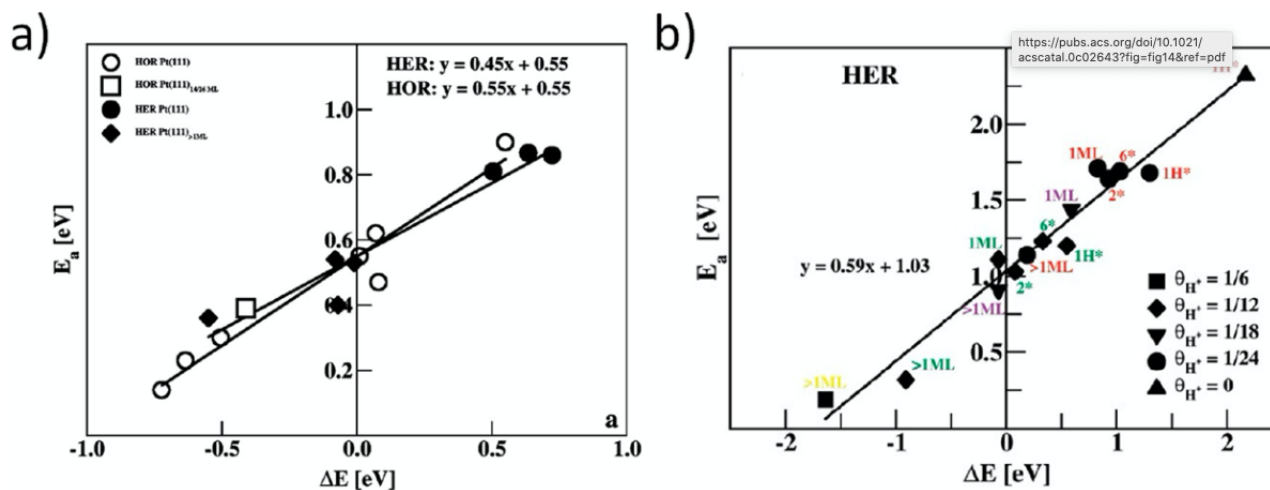 a)
HOR Pt(111)
HOR Pt(111)14/16 ML
HER Pt(111)
HER Pt(111)>1ML
HER: y = 0.45x + 0.55
HOR: y = 0.55x + 0.55
1.0
0.8
0.6
0.4
0.2
Ea [eV]
a
-1.0
-0.5
0.0
0.5
1.0
ΔE [eV]
b)
https://pubs.acs.org/doi/10.1021/
acscatal.0c02643?fig=fig14&ref=pdf
HER
1H*
2.0
1ML
6*
2*
1H*
1.5
1ML
6*
1ML
1H*
>1ML
y = 0.59x + 1.03
1.0
2*
>1ML
0.5
>1ML
>1ML
θH+ = 1/6
θH+ = 1/12
θH+ = 1/18
θH+ = 1/24
θH+ = 0
Ea [eV]
-2
-1
0
1
2
ΔE [eV]